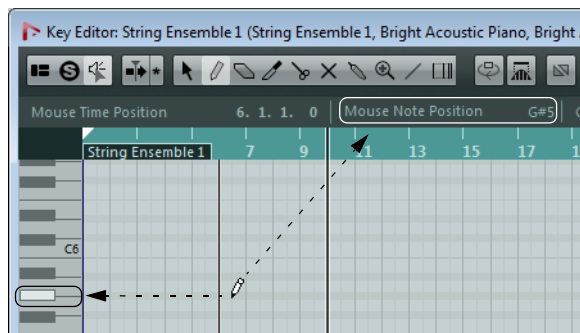 Key Editor: String Ensemble 1 (String Ensemble 1, Bright Acoustic Piano, Bright
S *
Mouse Time Position 6. 1. 1. 0 Mouse Note Position G#5
String Ensemble 1 7 9 11 13 15 17
C6